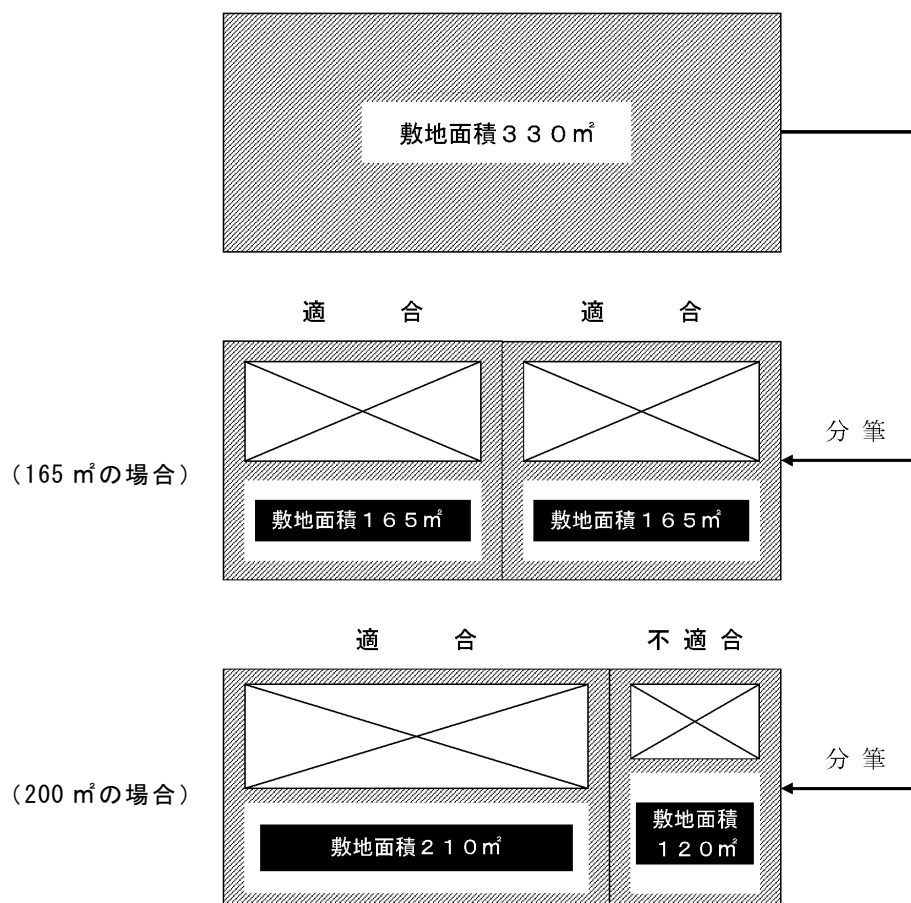 敷地面積３３０㎡
適　合　適　合
分 筆
（165 ㎡の場合）
敷地面積１６５㎡　敷地面積１６５㎡
適　合　不 適 合
分 筆
（200 ㎡の場合）
敷地面積２１０㎡
敷地面積
１２０㎡